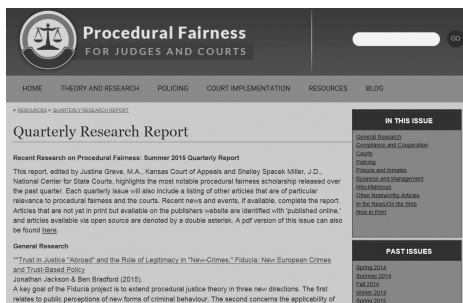 Procedural Fairness
FOR JUDGES AND COURTS
GO
HOME THEORY AND RESEARCH POLICING COURT IMPLEMENTATION RESOURCES BLOG
» RESOURCES » QUARTERLY RESEARCH REPORT
Quarterly Research Report
Recent Research on Procedural Fairness: Summer 2015 Quarterly Report
This report, edited by Justine Greve, M.A., Kansas Court of Appeals and Shelley Spacek Miller, J.D.,
National Center for State Courts, highlights the most notable procedural fairness scholarship released over
the past quarter. Each quarterly issue will also include a listing of other articles that are of particular
relevance to procedural fairness and the courts. Recent news and events, if available, complete the report.
Articles that are not yet in print but available on the publishers website are identified with 'published online,'
and articles available via open source are denoted by a double asterisk. A pdf version of this issue can also
be found here.
General Research
**Trust in Justice "Abroad" and the Role of Legitimacy in "New-Crimes," Fiducia: New European Crimes
and Trust-Based Policy
Jonathan Jackson & Ben Bradford (2015).
A key goal of the Fiducia project is to extend procedural justice theory in three new directions. The first
relates to public perceptions of new forms of criminal behaviour. The second concerns the applicability of
IN THIS ISSUE
General Research
Compliance and Cooperation
Courts
Policing
Prisons and Inmates
Business and Management
Miscellaneous
Other Noteworthy Articles
In the News/On the Web
Now in Print
PAST ISSUES
Spring 2014
Summer 2014
Fall 2014
Winter 2014
Spring 2015